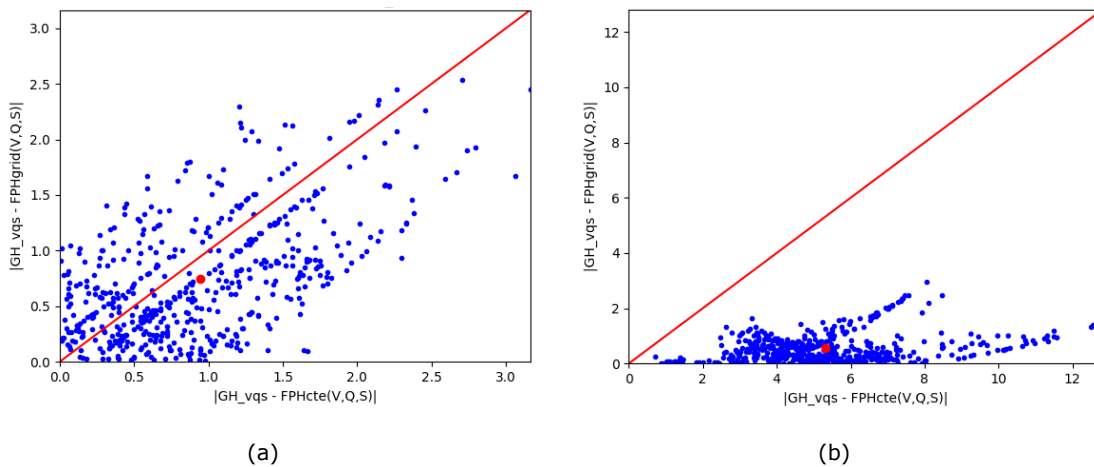 3.0
2.5
2.0
1.5
1.0
0.5
0.0
|GH_vqs - FPHgrid(V,Q,S)|
0.0 0.5 1.0 1.5 2.0 2.5 3.0
|GH_vqs - FPHcte(V,Q,S)|
(a)
12
10
8
6
4
2
0
|GH_vqs - FPHgrid(V,Q,S)|
0 2 4 6 8 10 12
|GH_vqs - FPHcte(V,Q,S)|
(b)